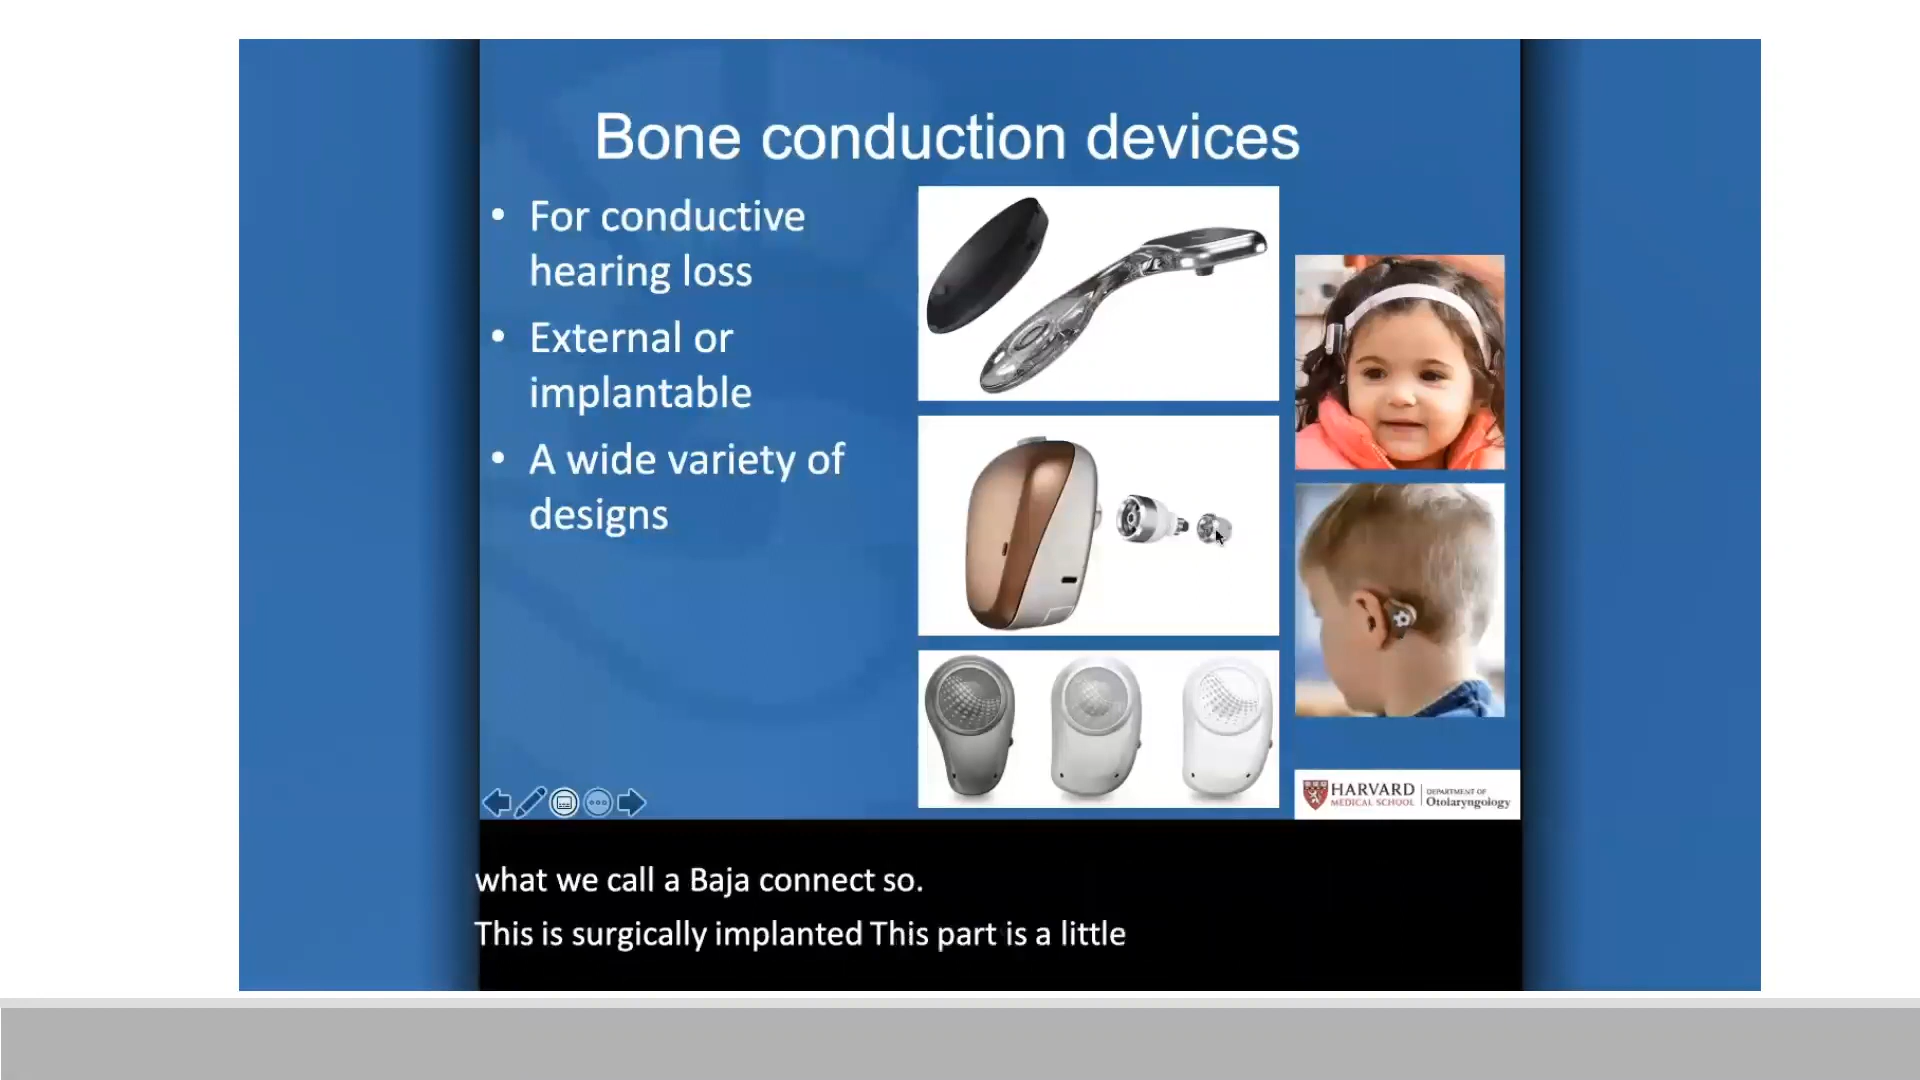 Bone conduction devices
• For conductive
hearing loss
• External or
implantable
• A wide variety of
designs
HARVARD
MEDICAL SCHOOL
DEPARTMENT OF
Otolaryngology
what we call a Baja connect so.
This is surgically implanted This part is a little